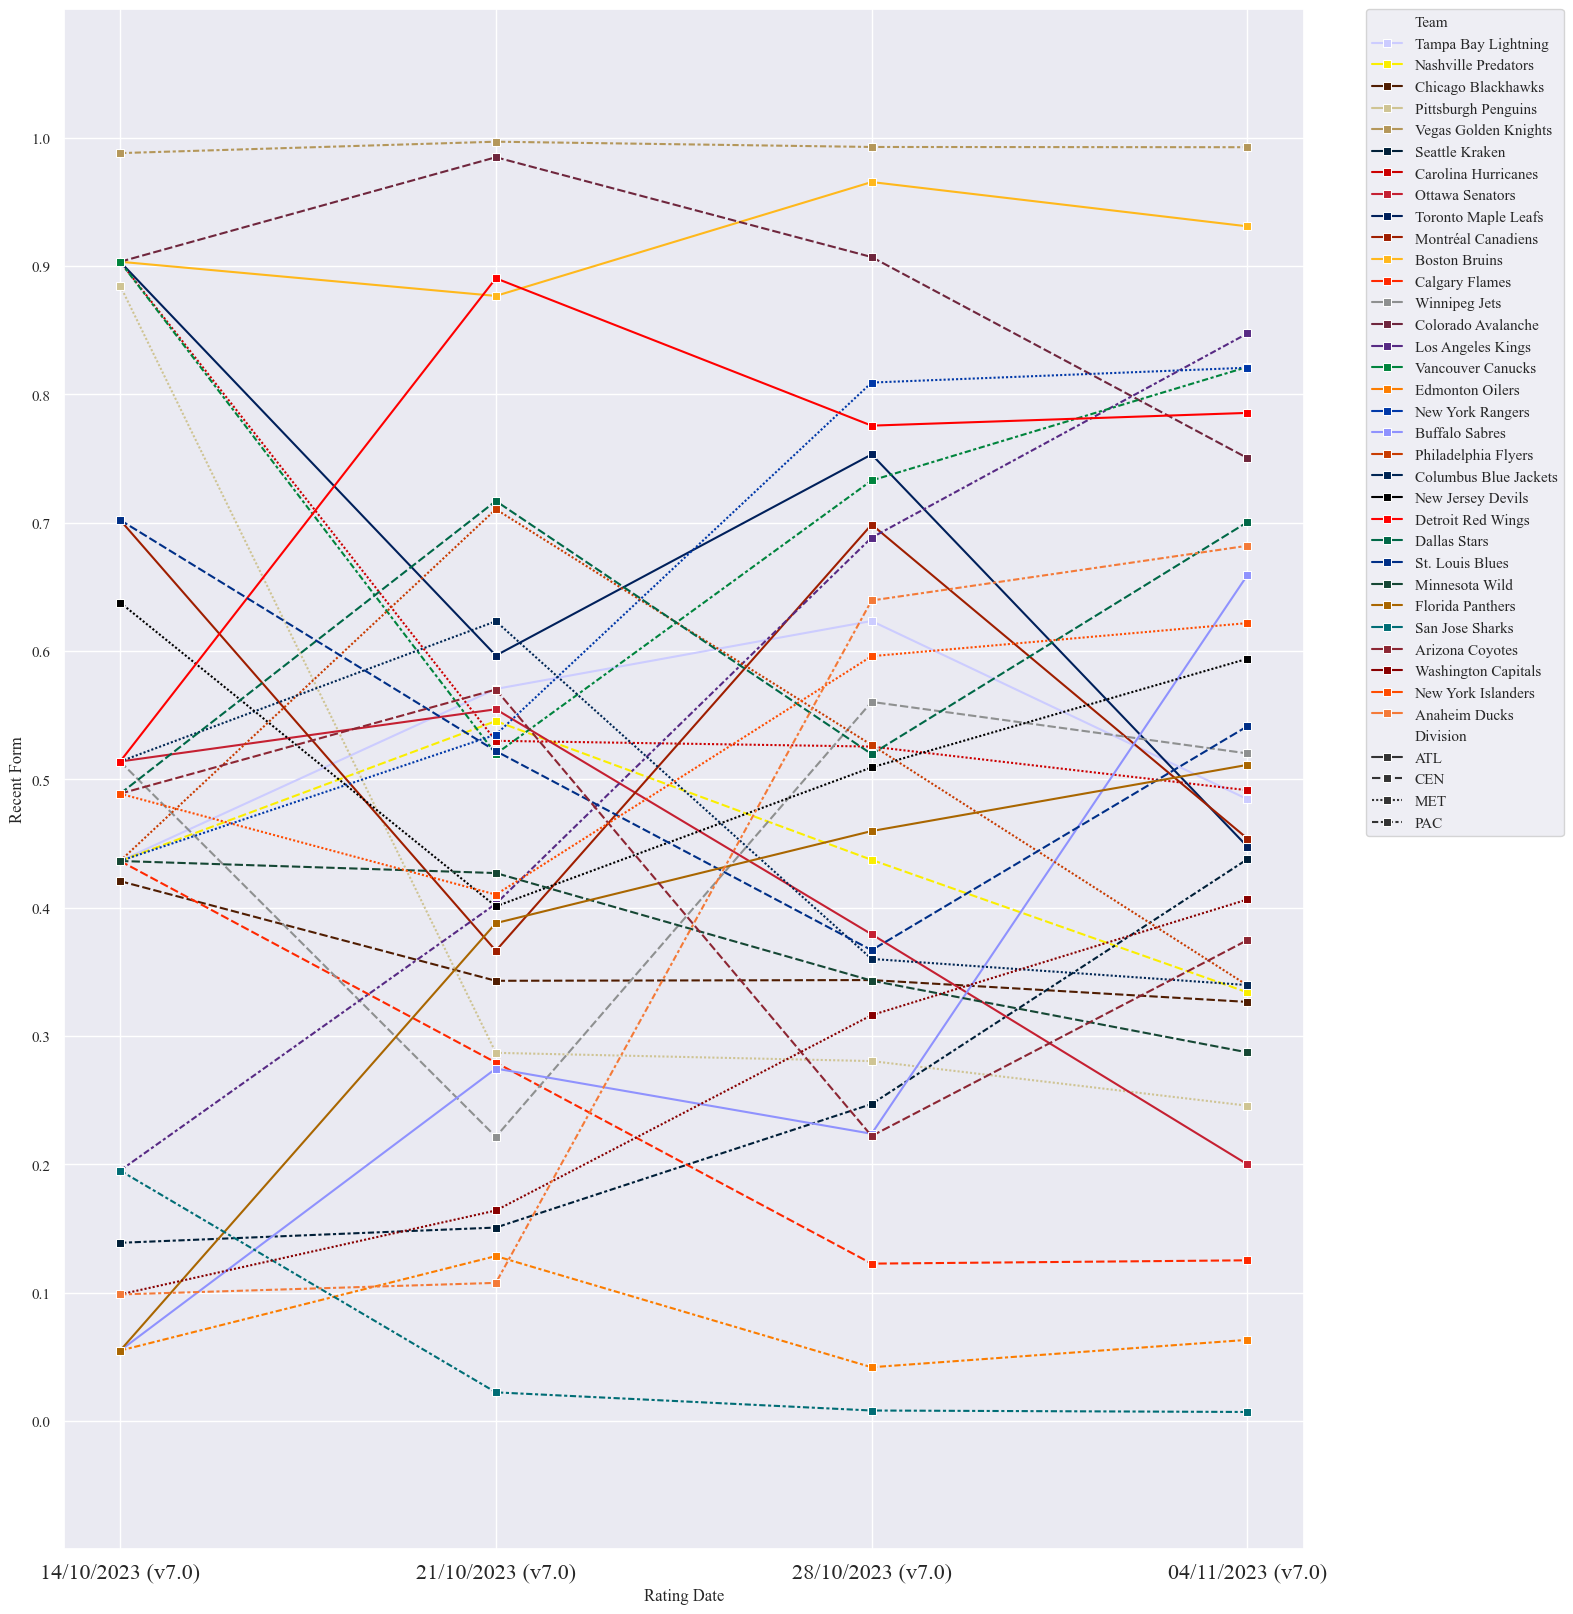 Team
Tampa Bay Lightning
Nashville Predators
Chicago Blackhawks
Pittsburgh Penguins
Vegas Golden Knights
Seattle Kraken
Carolina Hurricanes
Ottawa Senators
Toronto Maple Leafs
Montréal Canadiens
Boston Bruins
Calgary Flames
Winnipeg Jets
Colorado Avalanche
Los Angeles Kings
Vancouver Canucks
Edmonton Oilers
New York Rangers
Buffalo Sabres
Philadelphia Flyers
Columbus Blue Jackets
New Jersey Devils
Detroit Red Wings
Dallas Stars
St. Louis Blues
Minnesota Wild
Florida Panthers
San Jose Sharks
Arizona Coyotes
Washington Capitals
New York Islanders
Anaheim Ducks
Division
ATL
CEN
MET
PAC
1.0
0.9
0.8
0.7
0.6
0.5
0.4
0.3
0.2
0.1
0.0
Recent Form
14/10/2023 (v7.0)
21/10/2023 (v7.0)
28/10/2023 (v7.0)
04/11/2023 (v7.0)
Rating Date